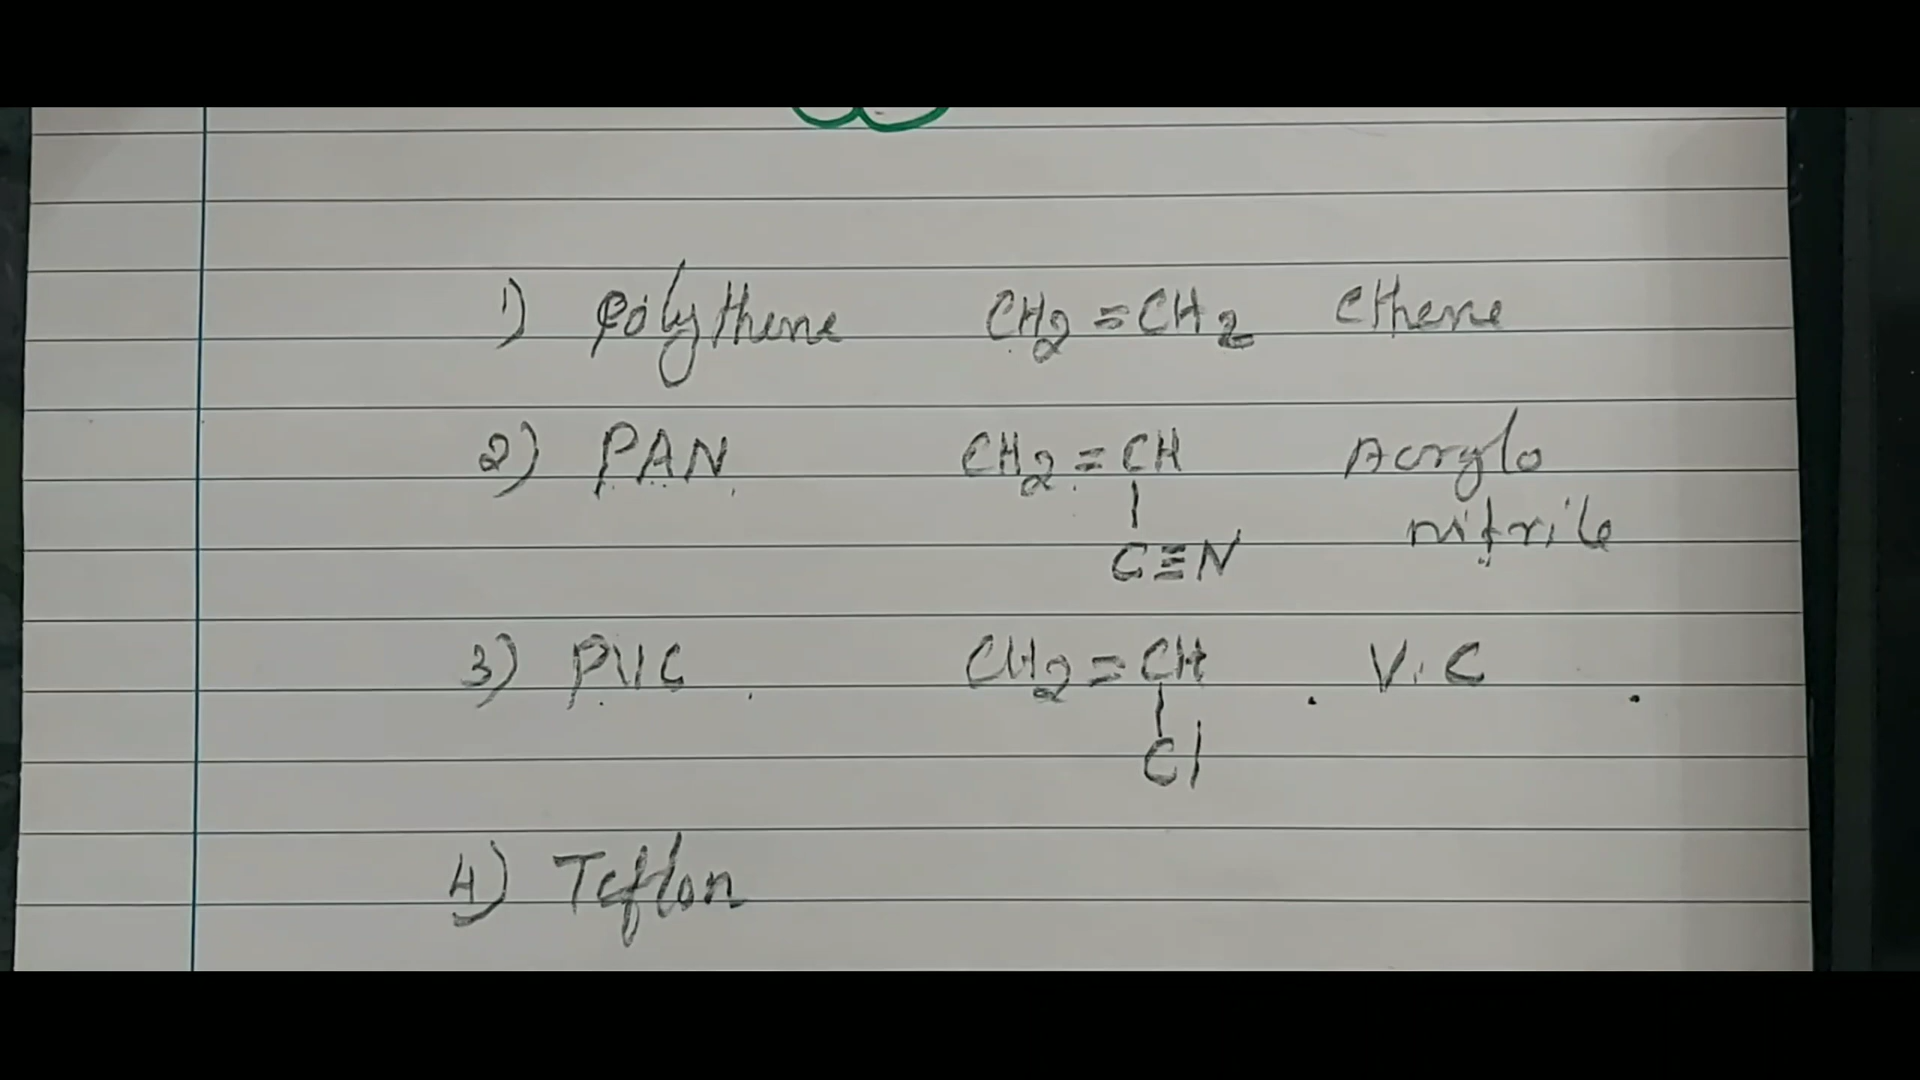 1) polythene CH2=CH2 Ethene
2) PAN CH2=CH Acrylo
| nitrile
C≡N
3) PVC CH2=CH V.C
|
Cl
4) Teflon